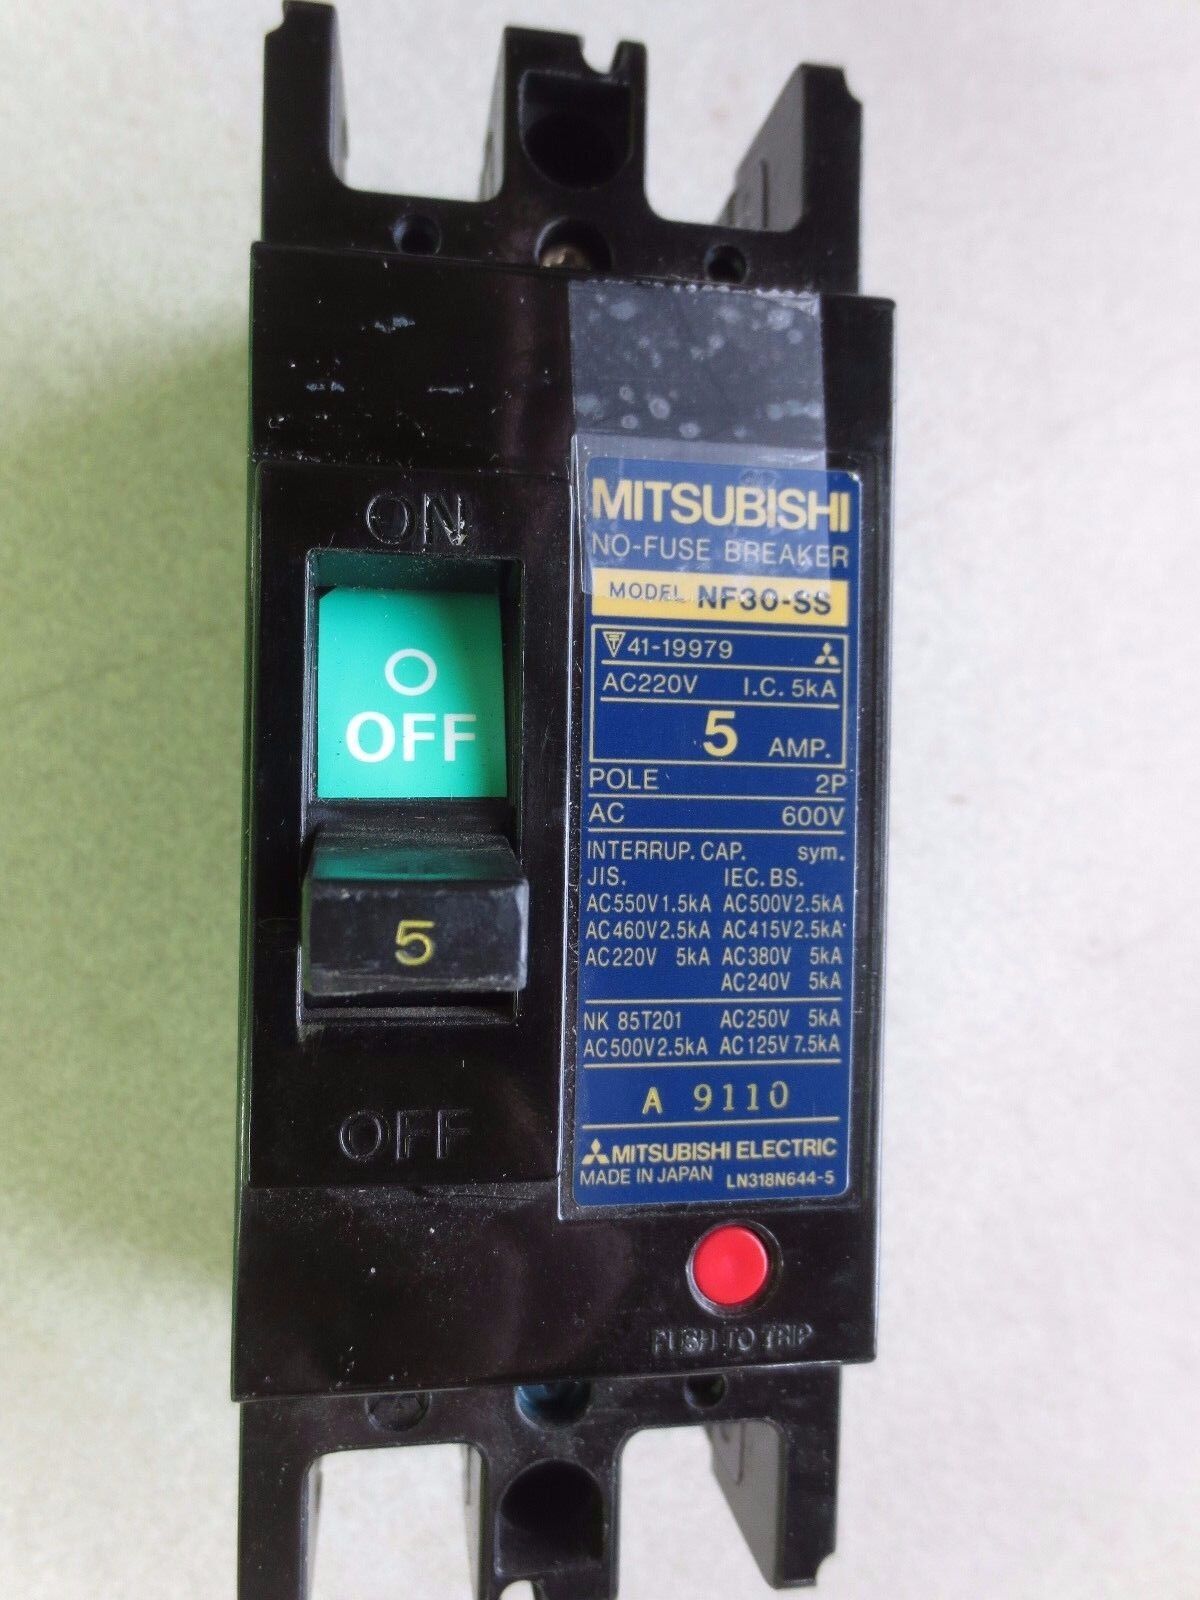 ON
O
OFF
5
OFF
MITSUBISHI
NO-FUSE BREAKER
MODEL NF30-SS
T 41-19979
AC220V I.C. 5kA
5 AMP.
POLE 2P
AC 600V
INTERRUP. CAP. sym.
JIS. IEC. BS.
AC550V 1.5kA AC500V 2.5kA
AC460V 2.5kA AC415V 2.5kA
AC220V 5kA AC380V 5kA
AC240V 5kA
NK 85T201 AC250V 5kA
AC500V 2.5kA AC125V 7.5kA
A 9110
MITSUBISHI ELECTRIC
MADE IN JAPAN LN318N644-5
PUSH TO TRIP